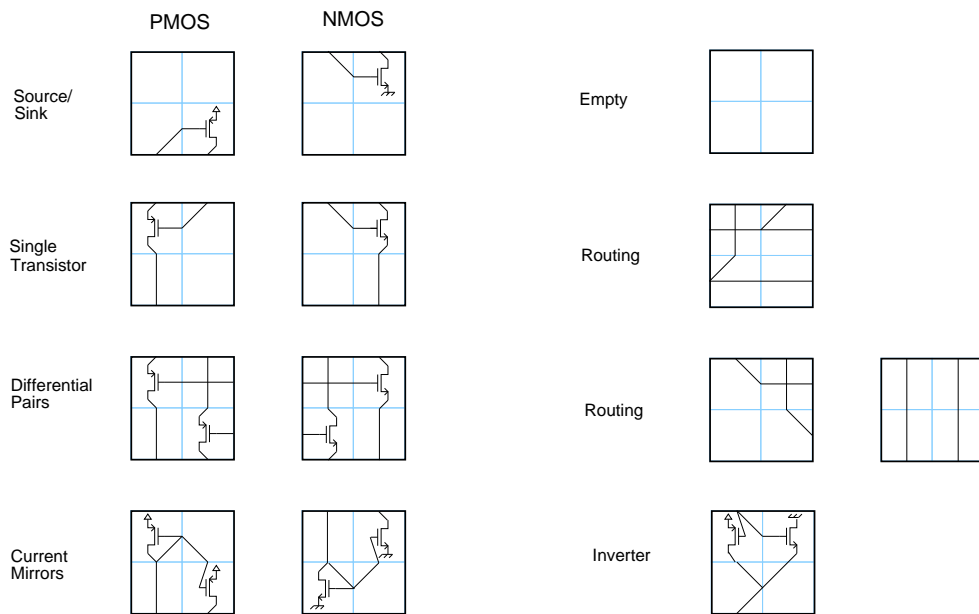 PMOS NMOS
Source/
Sink
Empty
Single
Transistor
Routing
Differential
Pairs
Routing
Current
Mirrors
Inverter